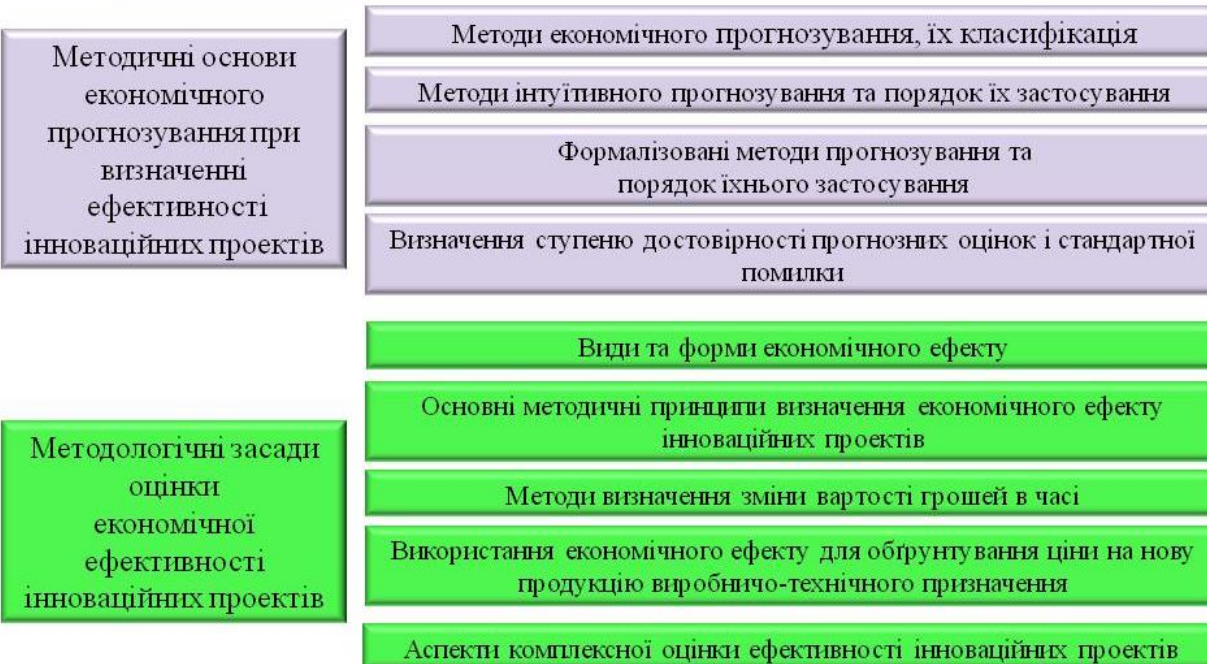 Методичні основи
економічного
прогнозування при
визначенні
ефективності
інноваційних проектів
Методи економічного прогнозування, їх класифікація
Методи інтуїтивного прогнозування та порядок їх застосування
Формалізовані методи прогнозування та
порядок їхнього застосування
Визначення ступеню достовірності прогнозних оцінок і стандартної
помилки
Методологічні засади
оцінки
економічної
ефективності
інноваційних проектів
Види та форми економічного ефекту
Основні методичні принципи визначення економічного ефекту
інноваційних проектів
Методи визначення зміни вартості грошей в часі
Використання економічного ефекту для обґрунтування ціни на нову
продукцію виробничо-технічного призначення
Аспекти комплексної оцінки ефективності інноваційних проектів